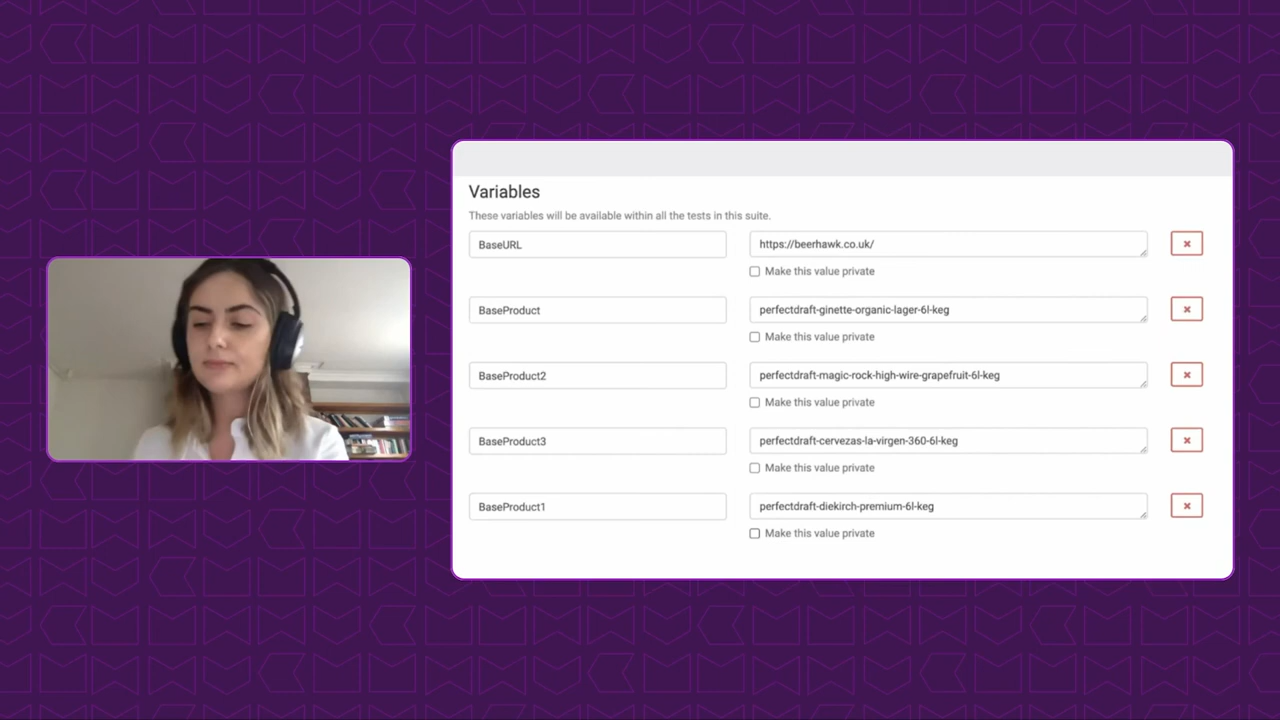 Variables
These variables will be available within all the tests in this suite.
BaseURL
https://beerhawk.co.uk/
Make this value private
BaseProduct
perfectdraft-ginette-organic-lager-6l-keg
Make this value private
BaseProduct2
perfectdraft-magic-rock-high-wire-grapefruit-6l-keg
Make this value private
BaseProduct3
perfectdraft-cervezas-la-virgen-360-6l-keg
Make this value private
BaseProduct1
perfectdraft-diekirch-premium-6l-keg
Make this value private